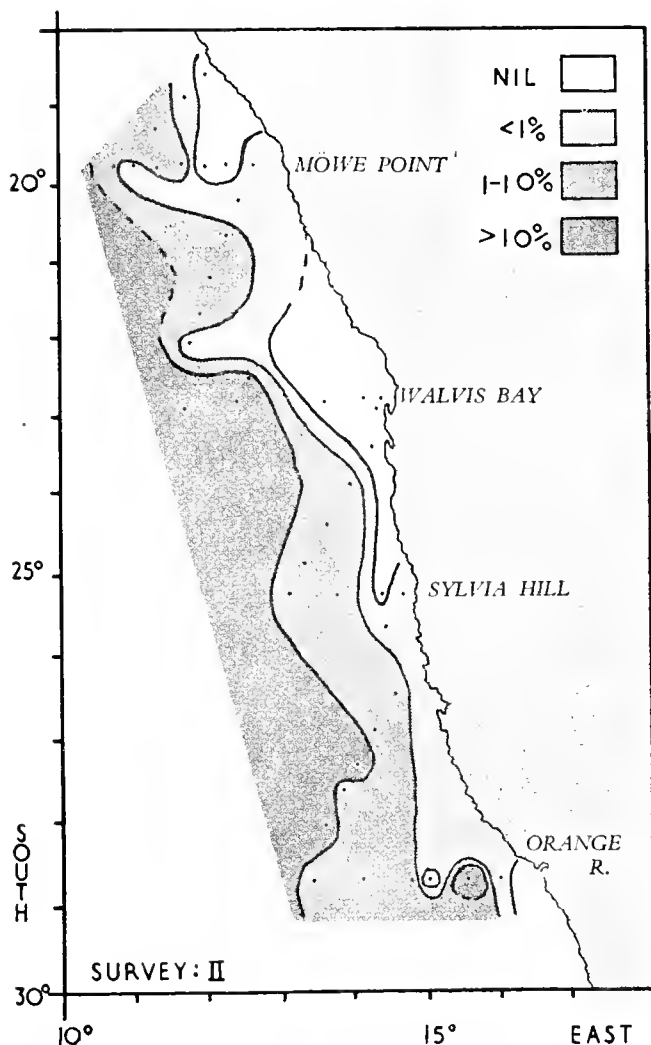 NIL
<1%
1-10%
>10%
MÖWE POINT
20°
WALVIS BAY
25°
SYLVIA HILL
ORANGE
R.
SOUTH
SURVEY: II
30°
10°
15°
EAST